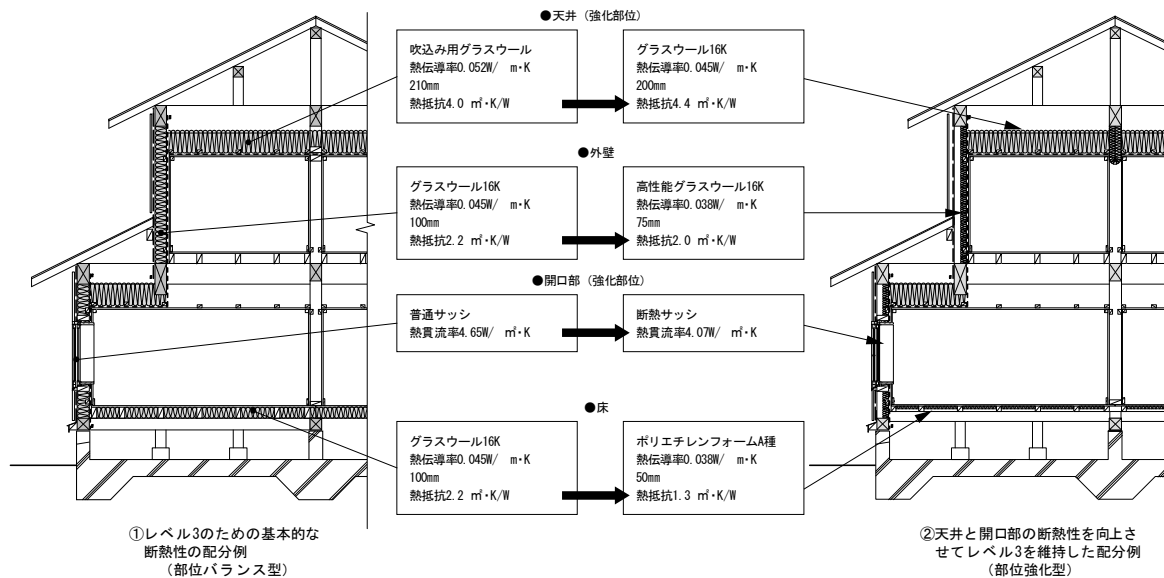 ●天井（強化部位）
吹込み用グラスウール
熱伝導率0.052W/ m・K
210mm
熱抵抗4.0 ㎡・K/W
グラスウール16K
熱伝導率0.045W/ m・K
200mm
熱抵抗4.4 ㎡・K/W
●外壁
グラスウール16K
熱伝導率0.045W/ m・K
100mm
熱抵抗2.2 ㎡・K/W
高性能グラスウール16K
熱伝導率0.038W/ m・K
75mm
熱抵抗2.0 ㎡・K/W
●開口部（強化部位）
普通サッシ
熱貫流率4.65W/ ㎡・K
断熱サッシ
熱貫流率4.07W/ ㎡・K
●床
グラスウール16K
熱伝導率0.045W/ m・K
100mm
熱抵抗2.2 ㎡・K/W
ポリエチレンフォームA種
熱伝導率0.038W/ m・K
50mm
熱抵抗1.3 ㎡・K/W
①レベル3のための基本的な
断熱性の配分例
（部位バランス型）
②天井と開口部の断熱性を向上さ
せてレベル3を維持した配分例
（部位強化型）